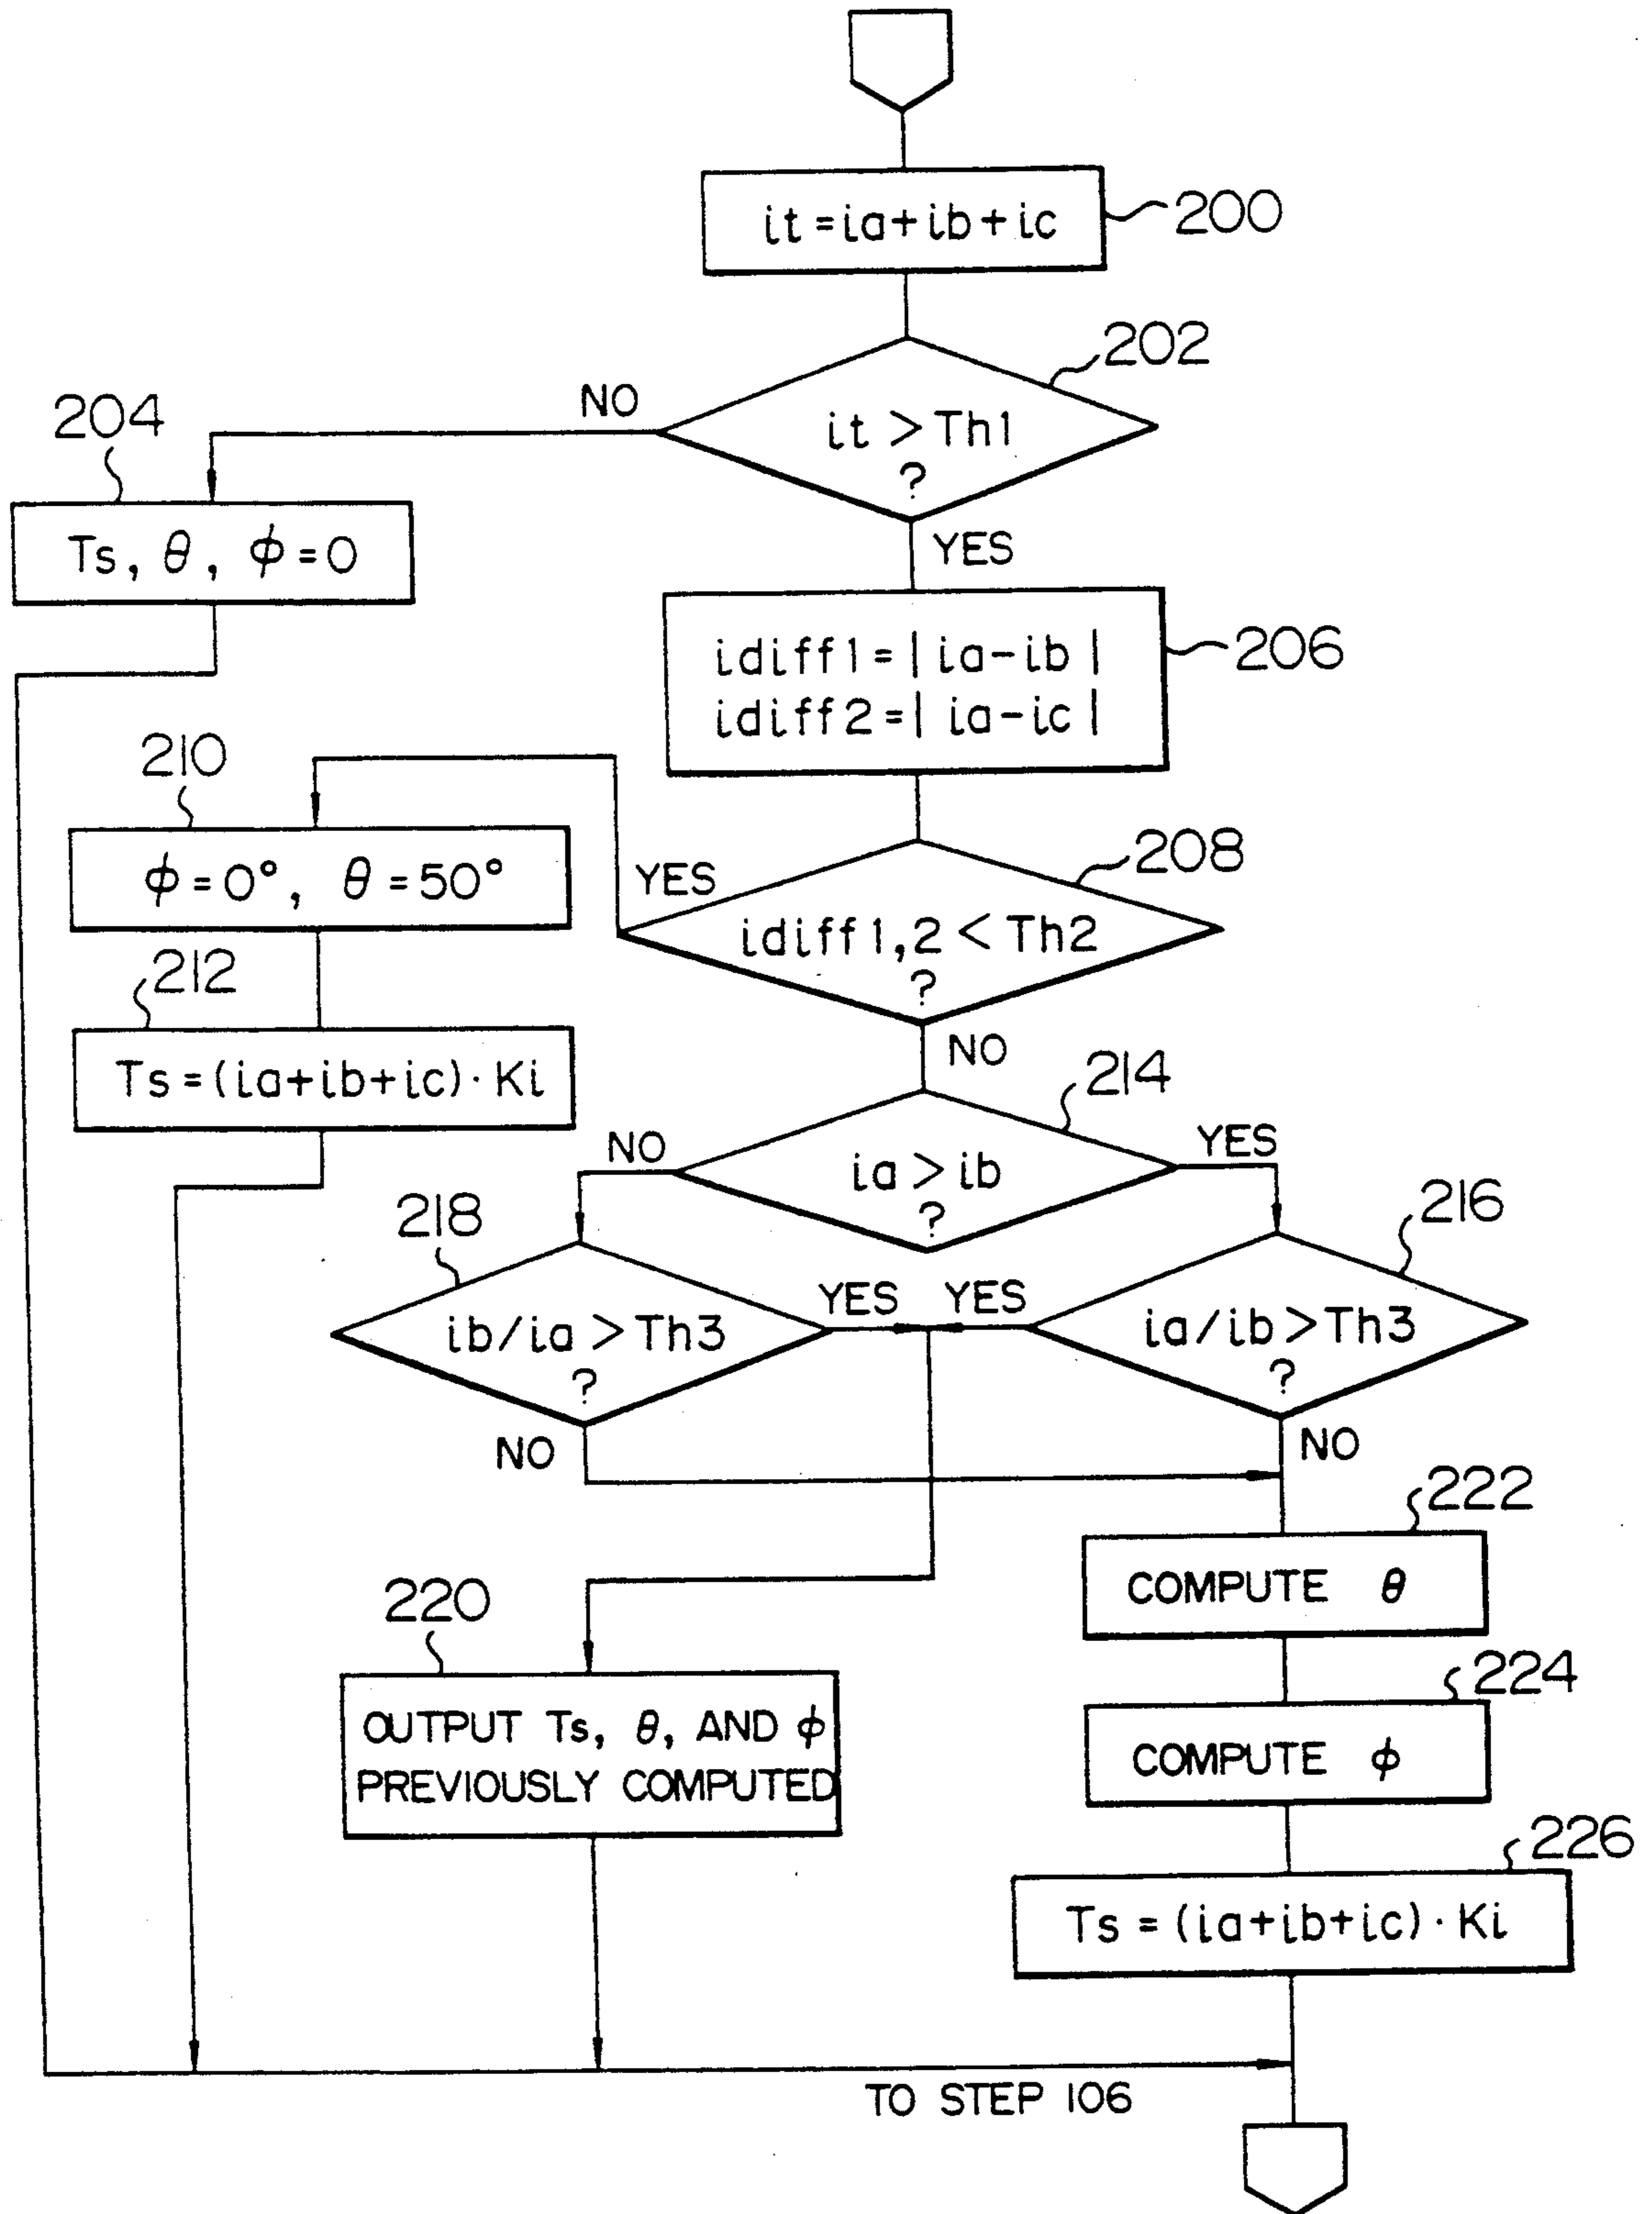 it=ia+ib+ic
200
202
it > Th1
?
NO
YES
204
Ts, θ, ϕ=0
idiff1=| ia-ib |
idiff2=| ia-ic |
206
210
ϕ=0°, θ=50°
208
YES
idiff1,2 < Th2
?
NO
212
Ts=(ia+ib+ic)·Ki
214
NO
YES
ia > ib
?
218
216
ib/ia > Th3
?
YES
YES
ia/ib > Th3
?
NO
NO
222
COMPUTE θ
220
OUTPUT Ts, θ, AND ϕ
PREVIOUSLY COMPUTED
224
COMPUTE ϕ
226
Ts=(ia+ib+ic)·Ki
TO STEP 106